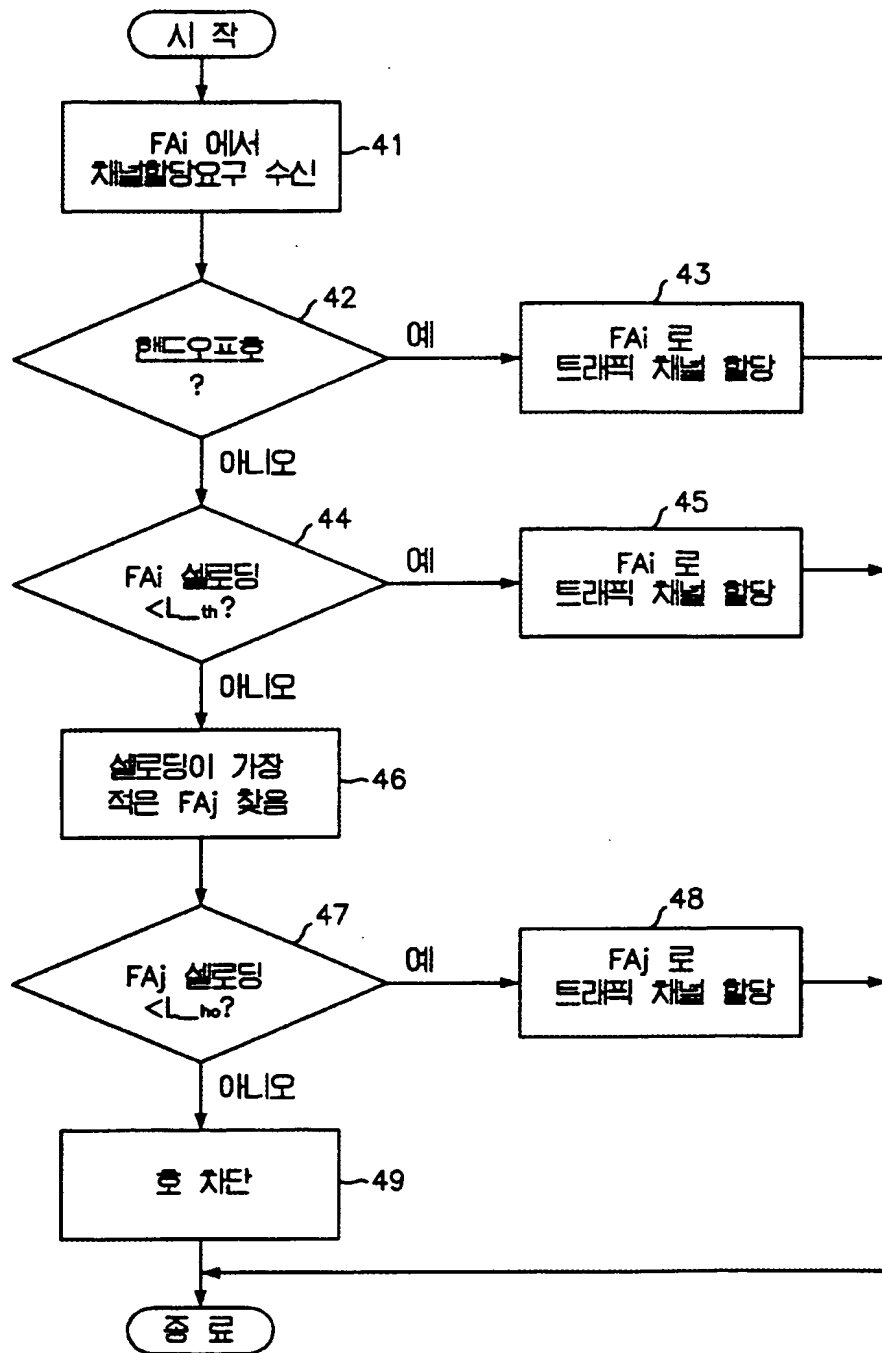 시 작
FAi 에서
채널할당요구 수신
41
42
핸드오프호
?
예
43
FAi 로
트래픽 채널 할당
아니오
44
FAi 셀로딩
<L_th?
예
45
FAi 로
트래픽 채널 할당
아니오
셀로딩이 가장
적은 FAj 찾음
46
47
FAj 셀로딩
<L_ho?
예
48
FAj 로
트래픽 채널 할당
아니오
호 차단
49
종 료